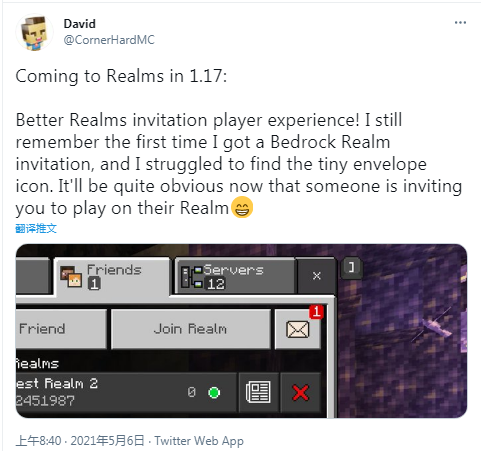 David
@CornerHardMC
Coming to Realms in 1.17:
Better Realms invitation player experience! I still
remember the first time I got a Bedrock Realm
invitation, and I struggled to find the tiny envelope
icon. It'll be quite obvious now that someone is inviting
you to play on their Realm😁
翻译推文
Friends
1
Servers
12
Friend
Join Realm
1
Realms
est Realm 2
0
2451987
上午8:40 · 2021年5月6日 · Twitter Web App